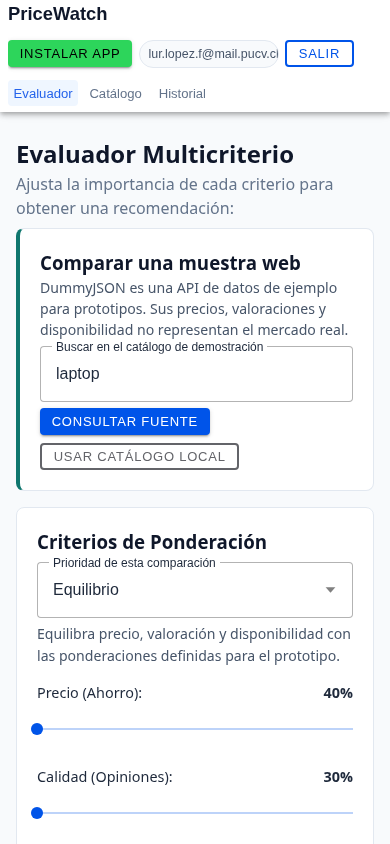 PriceWatch
INSTALAR APP
lur.lopez.f@mail.pucv.cl
SALIR
Evaluador
Catálogo
Historial
Evaluador Multicriterio
Ajusta la importancia de cada criterio para
obtener una recomendación:
Comparar una muestra web
DummyJSON es una API de datos de ejemplo
para prototipos. Sus precios, valoraciones y
disponibilidad no representan el mercado real.
Buscar en el catálogo de demostración
laptop
CONSULTAR FUENTE
USAR CATÁLOGO LOCAL
Criterios de Ponderación
Prioridad de esta comparación
Equilibrio
Equilibra precio, valoración y disponibilidad con
las ponderaciones definidas para el prototipo.
Precio (Ahorro): 40%
Calidad (Opiniones): 30%